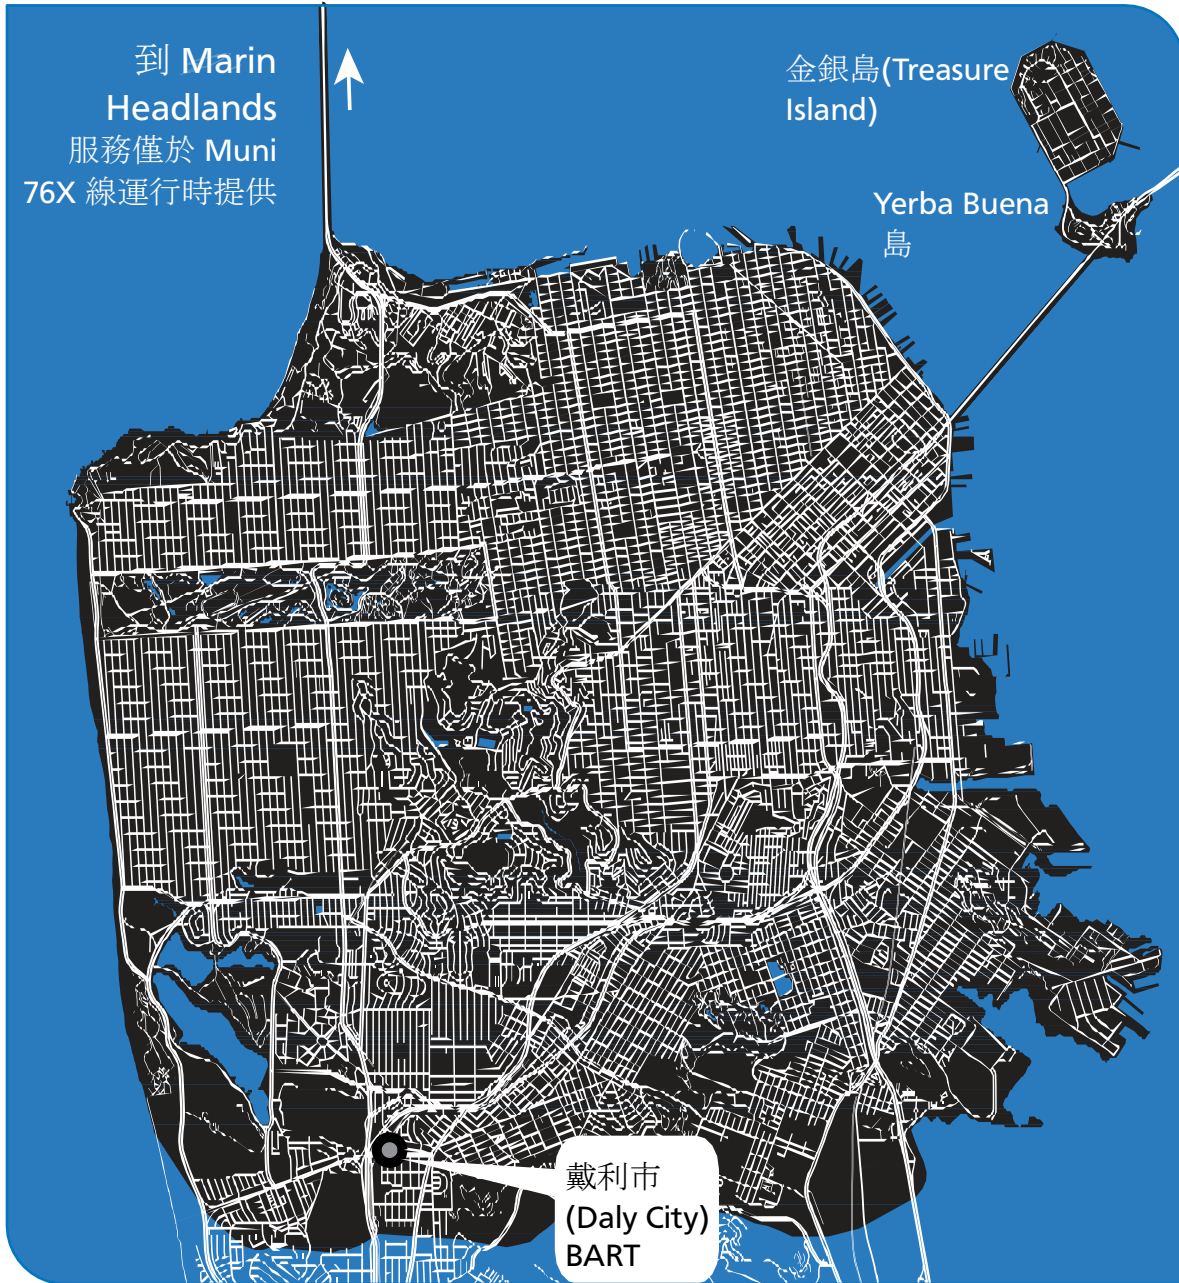 到 Marin
Headlands
服務僅於 Muni
76X 線運行時提供
金銀島(Treasure
Island)
Yerba Buena
島
戴利市
(Daly City)
BART